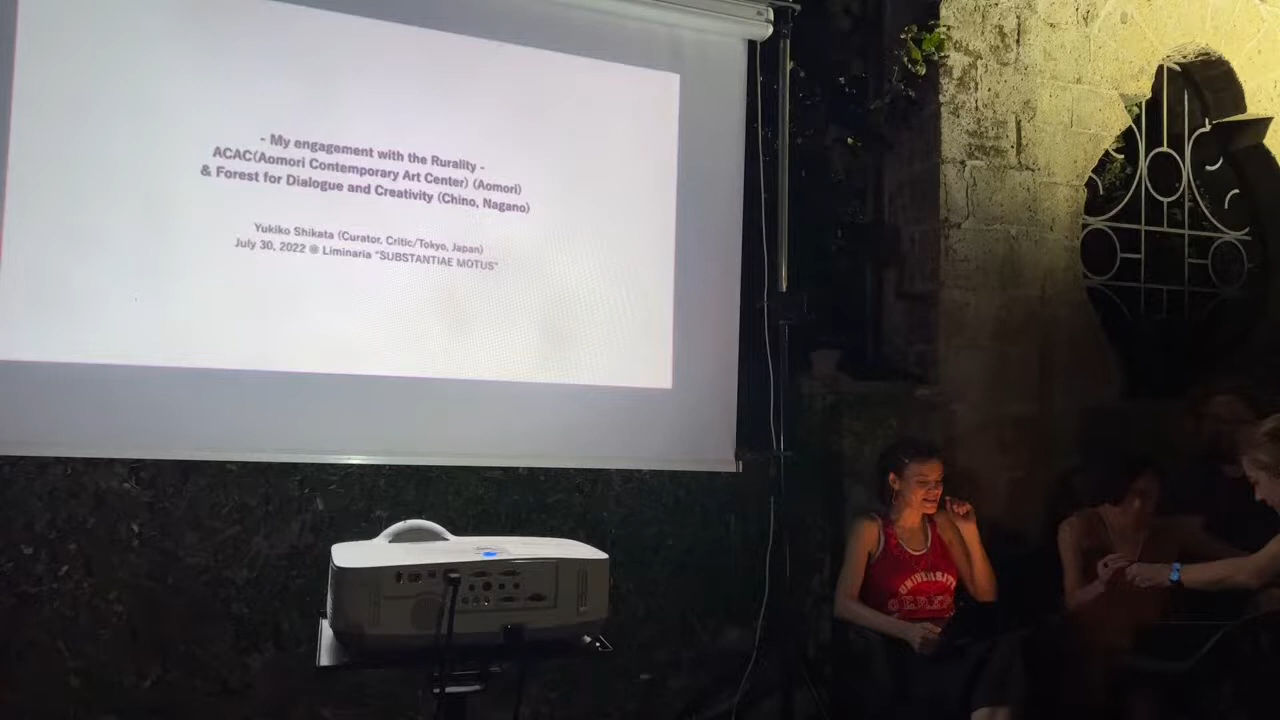 - My engagement with the Rurality -
ACAC(Aomori Contemporary Art Center) (Aomori)
& Forest for Dialogue and Creativity (Chino, Nagano)
Yukiko Shikata (Curator, Critic/Tokyo, Japan)
July 30, 2022 @ Liminaria "SUBSTANTIAE MOTUS"
UNIVERSITY